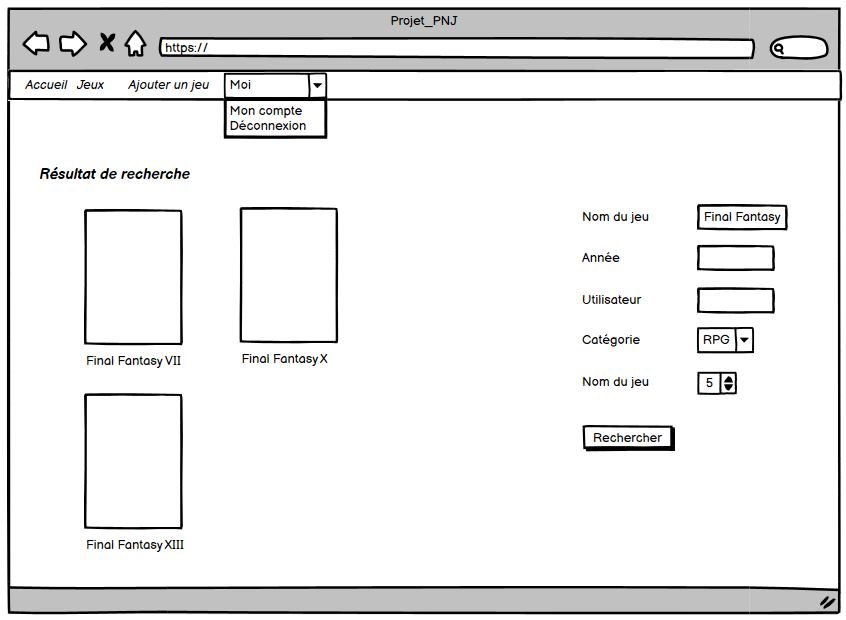 Projet_PNJ
https://
Accueil Jeux Ajouter un jeu Moi
Mon compte
Déconnexion
Résultat de recherche
Final Fantasy VII
Final Fantasy X
Final Fantasy XIII
Nom du jeu Final Fantasy
Année
Utilisateur
Catégorie RPG
Nom du jeu 5
Rechercher